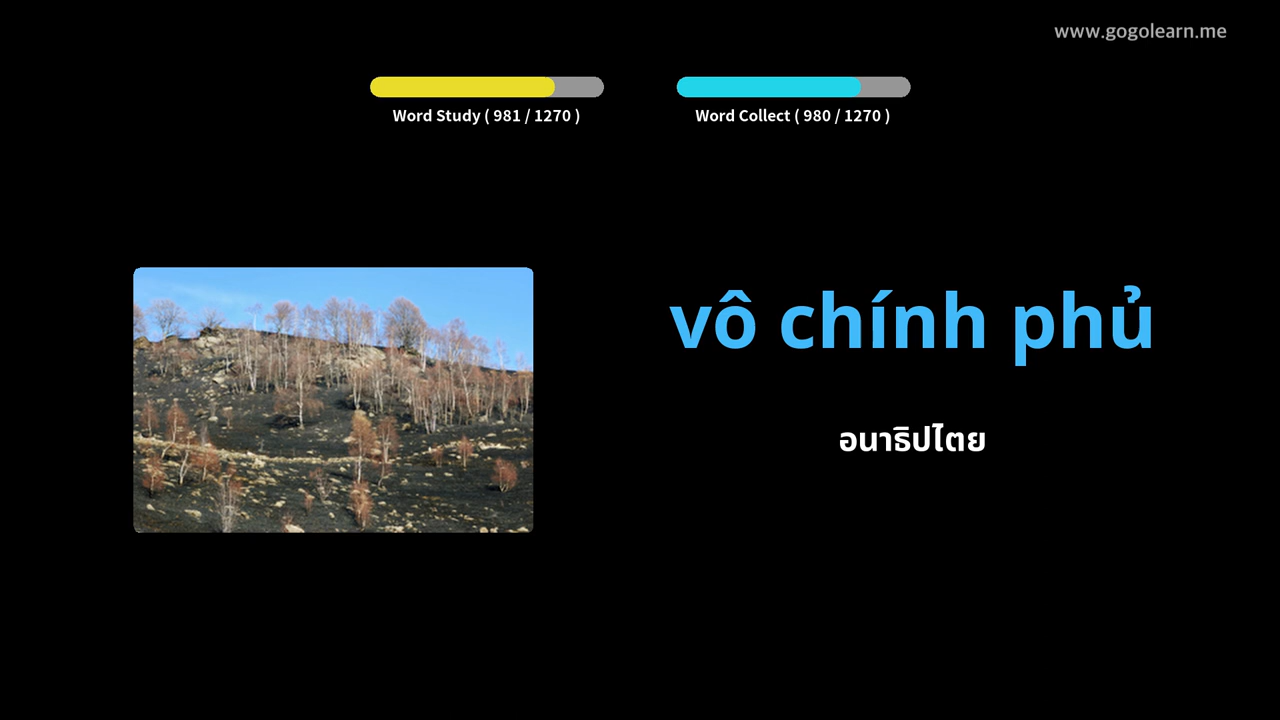 www.gogolearn.me
Word Study ( 981 / 1270 )
Word Collect ( 980 / 1270 )
vô chính phủ
อนาธิปไตย